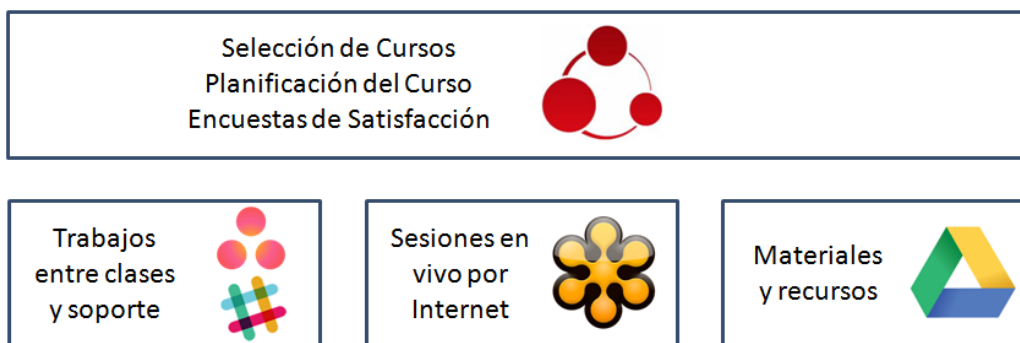 Selección de Cursos
Planificación del Curso
Encuestas de Satisfacción
Trabajos
entre clases
y soporte
Sesiones en
vivo por
Internet
Materiales
y recursos